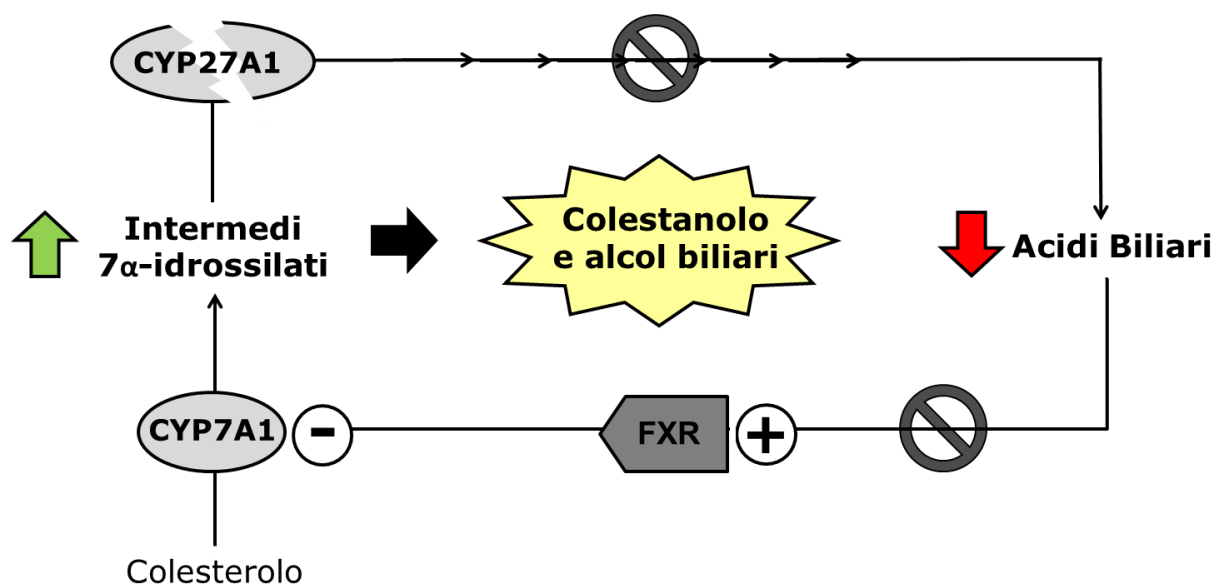 CYP27A1
Intermedi
7α-idrossilati
Colestanolo
e alcol biliari
Acidi Biliari
CYP7A1
-
FXR
+
Colesterolo